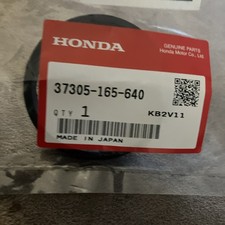 HONDA
GENUINE PARTS
Honda Motor Co., Ltd.
37305-165-640
QTY 1 KB2V11
MADE IN JAPAN